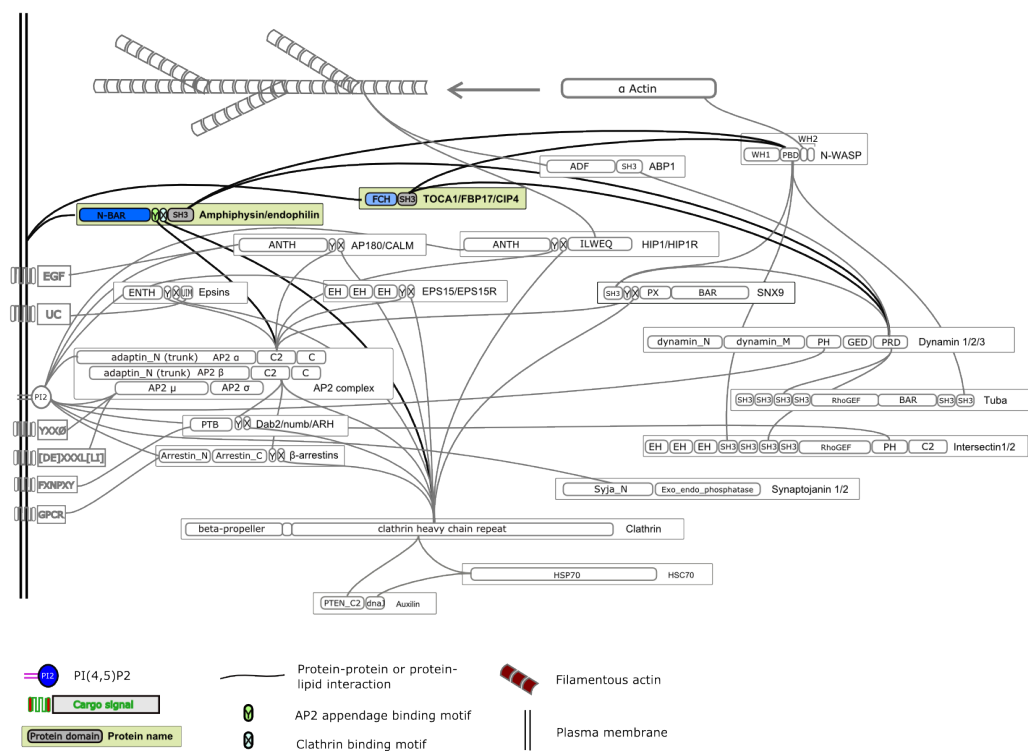 α Actin
WH2
WH1 PBD N-WASP
ADF SH3 ABP1
FCH SH3 TOCA1/FBP17/CIP4
N-BAR Y X SH3 Amphiphysin/endophilin
ANTH Y X AP180/CALM
ANTH Y X ILWEQ HIP1/HIP1R
EGF
ENTH Y X UIM Epsins
EH EH EH Y X EPS15/EPS15R
SH3 Y X PX BAR SNX9
UC
dynamin_N dynamin_M PH GED PRD Dynamin 1/2/3
adaptin_N (trunk) AP2 α C2 C
adaptin_N (trunk) AP2 β C2 C
AP2 μ AP2 σ AP2 complex
PI2
SH3 SH3 SH3 SH3 RhoGEF BAR SH3 SH3 Tuba
YXXØ
PTB Y X Dab2/numb/ARH
EH EH EH SH3 SH3 SH3 SH3 SH3 RhoGEF PH C2 Intersectin1/2
[DE]XXXL[LI]
Arrestin_N Arrestin_C Y X β-arrestins
FXNPXY
Syja_N Exo_endo_phosphatase Synaptojanin 1/2
GPCR
beta-propeller clathrin heavy chain repeat Clathrin
HSP70 HSC70
PTEN_C2 dnaJ Auxilin
PI2 PI(4,5)P2
Cargo signal
Protein domain Protein name
Protein-protein or protein-
lipid interaction
Y AP2 appendage binding motif
X Clathrin binding motif
Filamentous actin
Plasma membrane